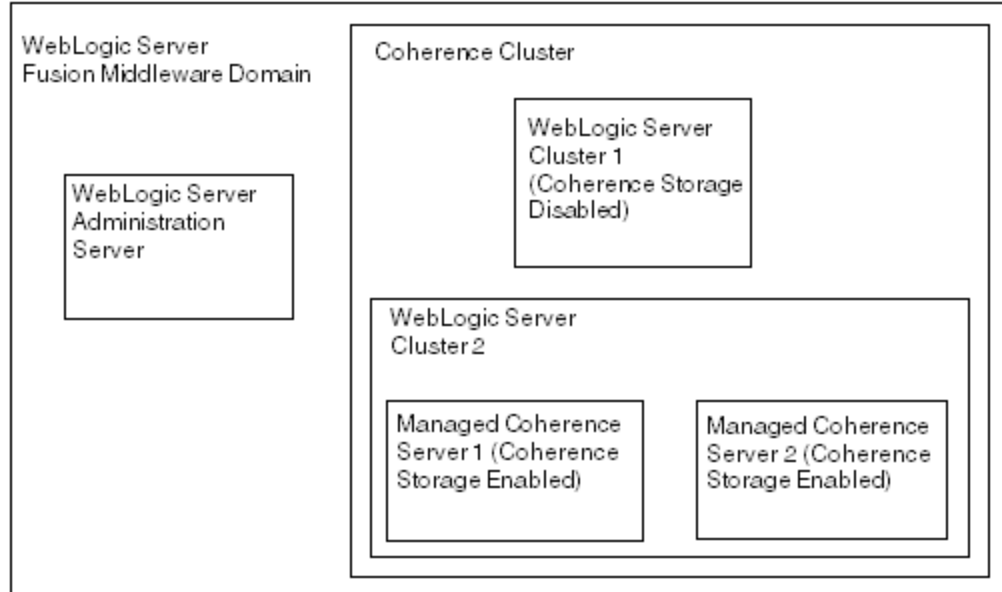 WebLogic Server
Fusion Middleware Domain
Coherence Cluster
WebLogic Server
Cluster 1
(Coherence Storage
Disabled)
WebLogic Server
Administration
Server
WebLogic Server
Cluster 2
Managed Coherence
Server 1 (Coherence
Storage Enabled)
Managed Coherence
Server 2 (Coherence
Storage Enabled)